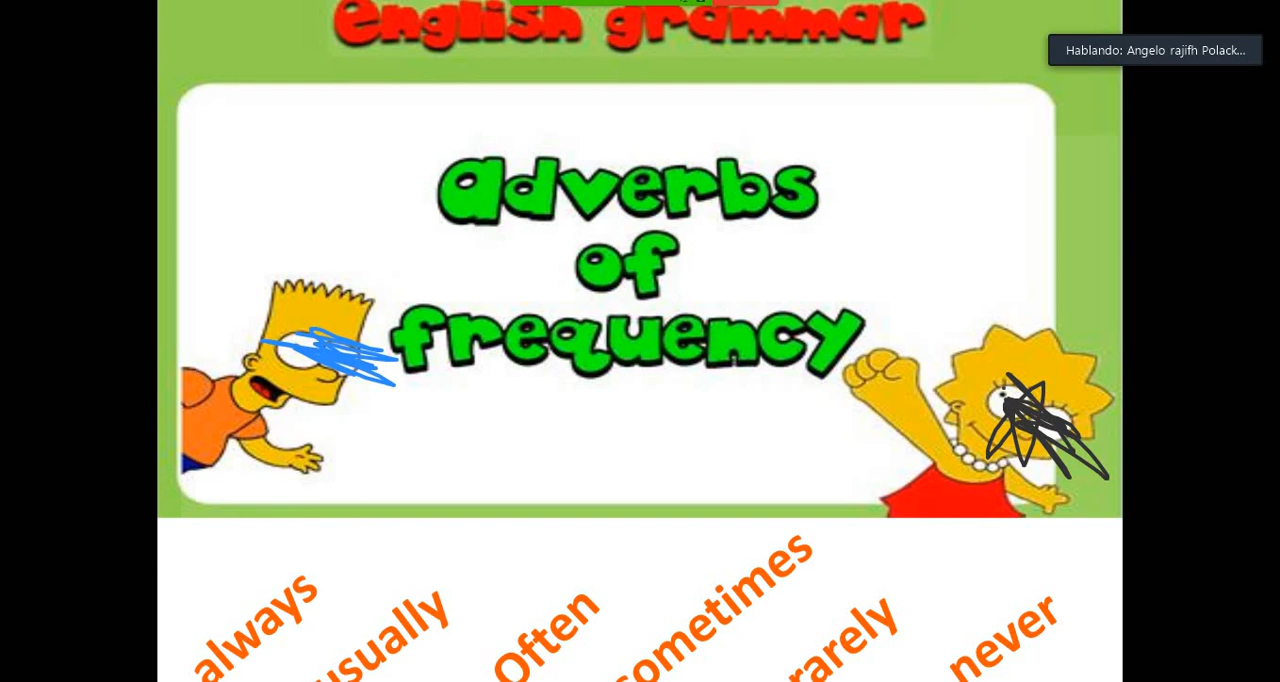 english grammar
Hablando: Angelo rajifh Polack...
adverbs
of
frequency
always usually Often sometimes rarely never